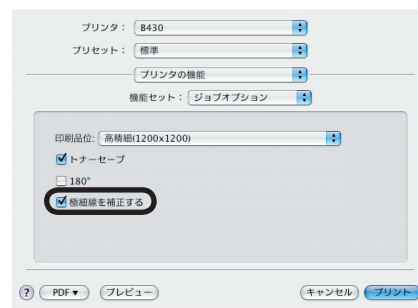 プリンタ： B430
プリセット： 標準
プリンタの機能
機能セット： ジョブオプション
印刷品位: 高精細(1200x1200)
トナーセーブ
180°
極細線を補正する
? PDF▼ プレビュー キャンセル プリント